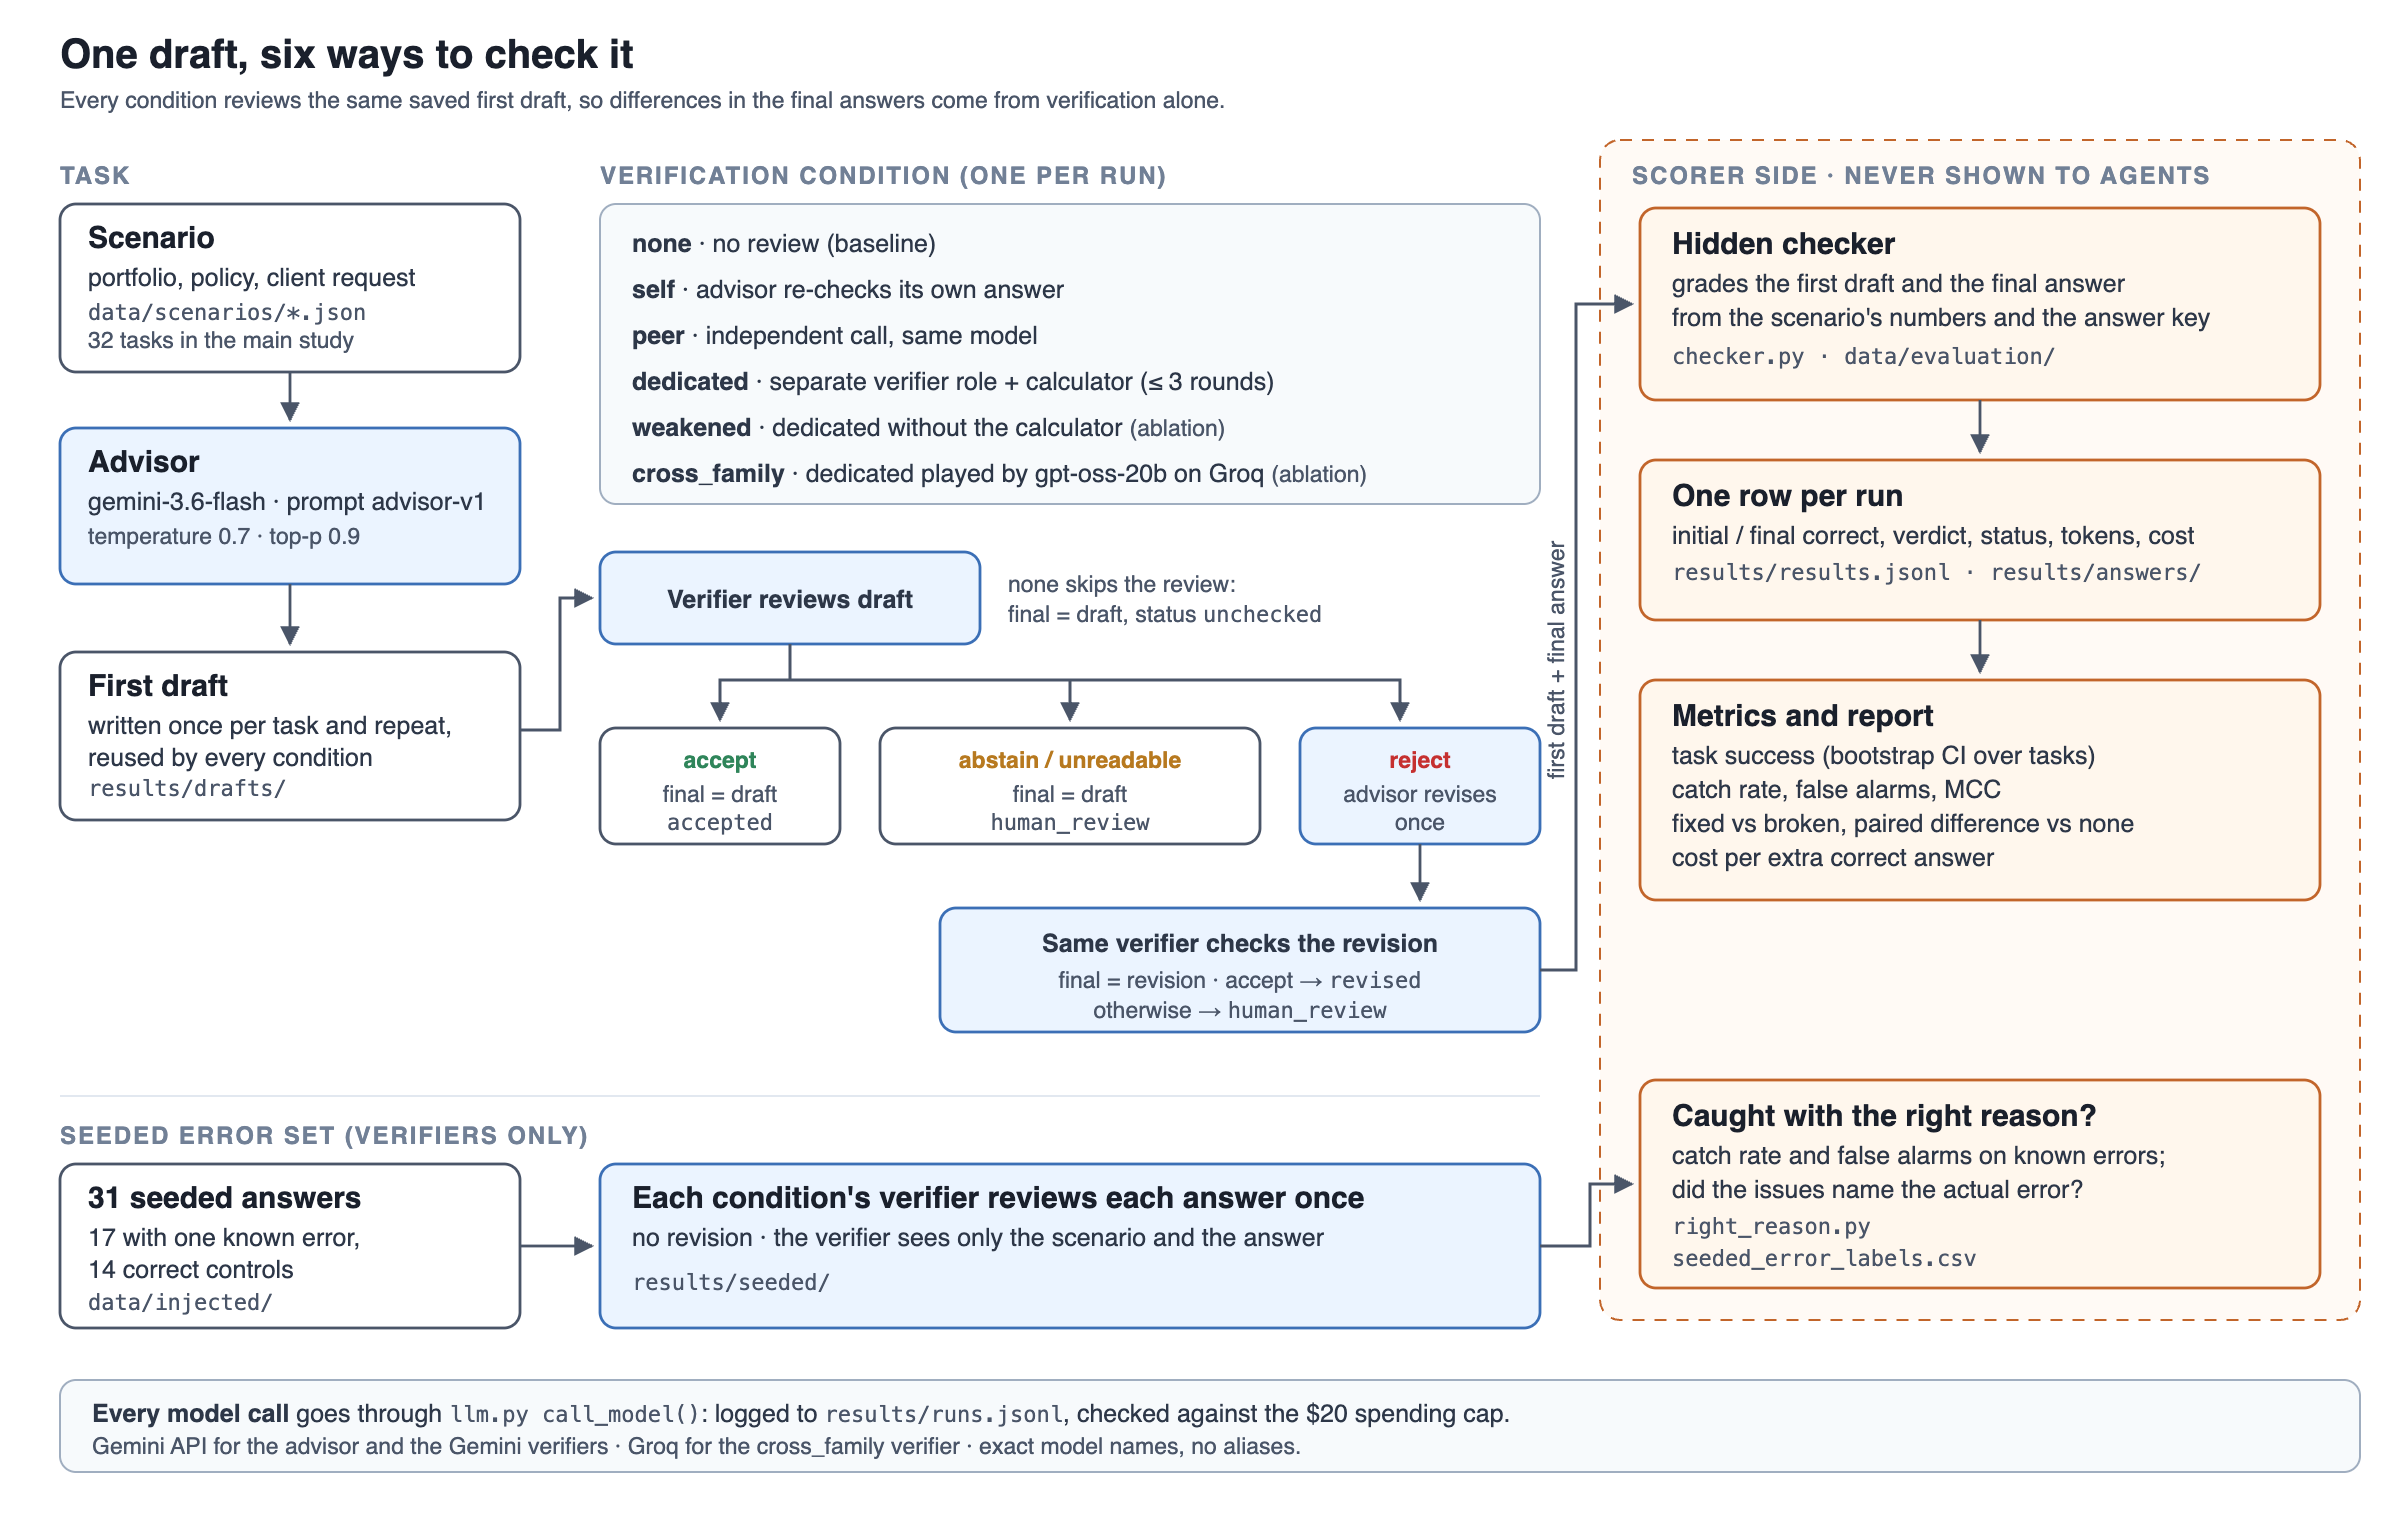 One draft, six ways to check it
Every condition reviews the same saved first draft, so differences in the final answers come from verification alone.
TASK
Scenario
portfolio, policy, client request
data/scenarios/*.json
32 tasks in the main study
Advisor
gemini-3.6-flash · prompt advisor-v1
temperature 0.7 · top-p 0.9
First draft
written once per task and repeat,
reused by every condition
results/drafts/
VERIFICATION CONDITION (ONE PER RUN)
none · no review (baseline)
self · advisor re-checks its own answer
peer · independent call, same model
dedicated · separate verifier role + calculator (≤ 3 rounds)
weakened · dedicated without the calculator (ablation)
cross_family · dedicated played by gpt-oss-20b on Groq (ablation)
Verifier reviews draft
none skips the review:
final = draft, status unchecked
accept
final = draft
accepted
abstain / unreadable
final = draft
human_review
reject
advisor revises
once
Same verifier checks the revision
final = revision · accept → revised
otherwise → human_review
first draft + final answer
SCORER SIDE · NEVER SHOWN TO AGENTS
Hidden checker
grades the first draft and the final answer
from the scenario's numbers and the answer key
checker.py · data/evaluation/
One row per run
initial / final correct, verdict, status, tokens, cost
results/results.jsonl · results/answers/
Metrics and report
task success (bootstrap CI over tasks)
catch rate, false alarms, MCC
fixed vs broken, paired difference vs none
cost per extra correct answer
SEEDED ERROR SET (VERIFIERS ONLY)
31 seeded answers
17 with one known error,
14 correct controls
data/injected/
Each condition's verifier reviews each answer once
no revision · the verifier sees only the scenario and the answer
results/seeded/
Caught with the right reason?
catch rate and false alarms on known errors;
did the issues name the actual error?
right_reason.py
seeded_error_labels.csv
Every model call goes through llm.py call_model(): logged to results/runs.jsonl, checked against the $20 spending cap.
Gemini API for the advisor and the Gemini verifiers · Groq for the cross_family verifier · exact model names, no aliases.